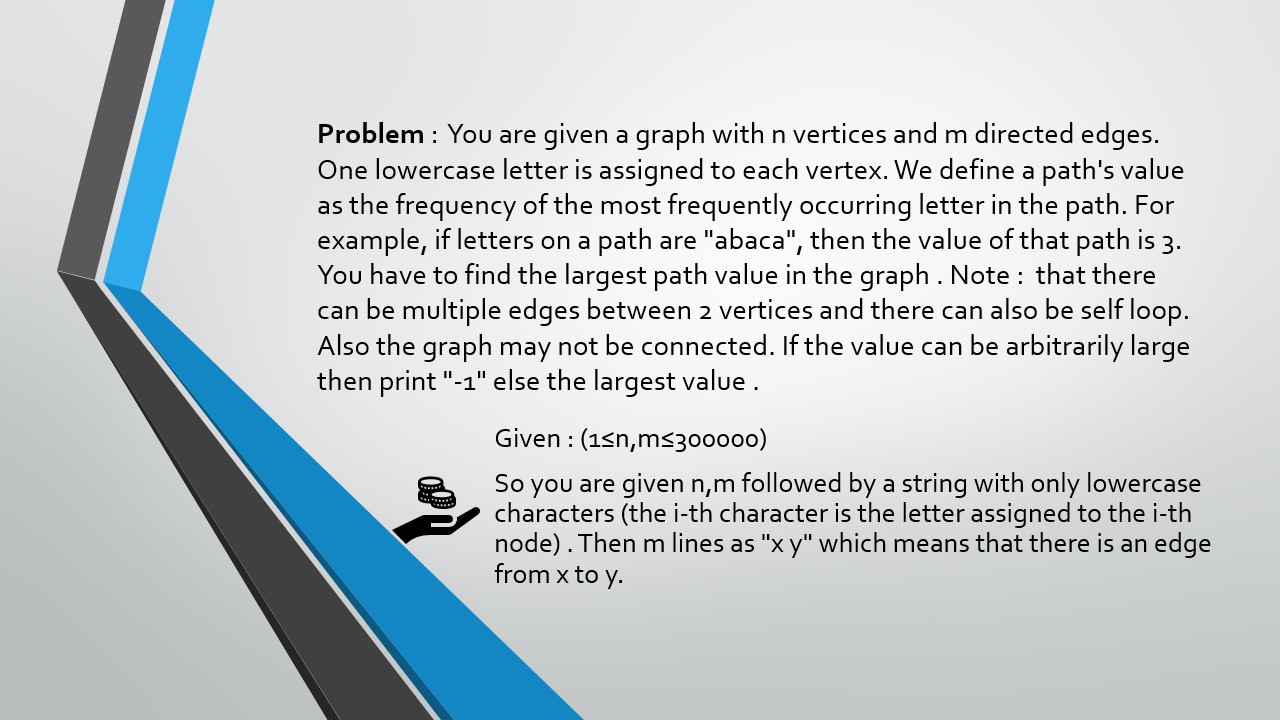 Problem : You are given a graph with n vertices and m directed edges.
One lowercase letter is assigned to each vertex. We define a path's value
as the frequency of the most frequently occurring letter in the path. For
example, if letters on a path are "abaca", then the value of that path is 3.
You have to find the largest path value in the graph . Note : that there
can be multiple edges between 2 vertices and there can also be self loop.
Also the graph may not be connected. If the value can be arbitrarily large
then print "-1" else the largest value .
Given : (1≤n,m≤300000)
So you are given n,m followed by a string with only lowercase
characters (the i-th character is the letter assigned to the i-th
node) . Then m lines as "x y" which means that there is an edge
from x to y.